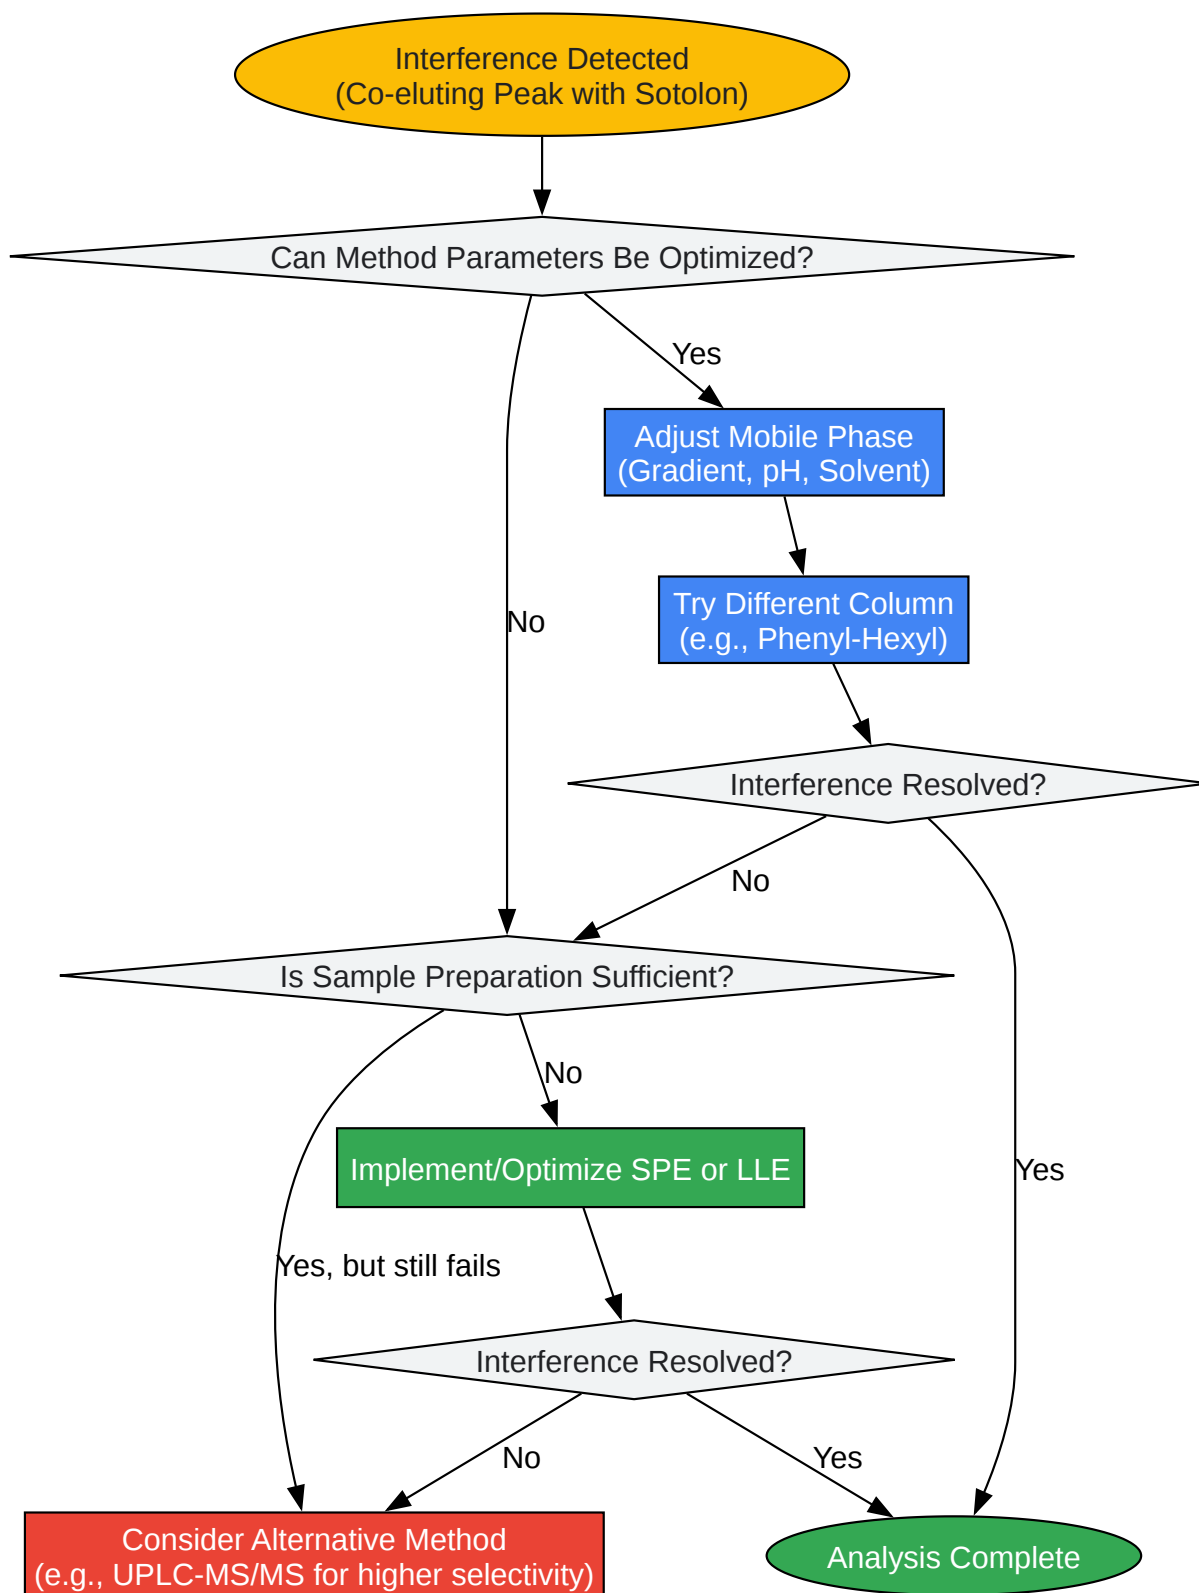 Interference Detected
(Co-eluting Peak with Sotolon)
Can Method Parameters Be Optimized?
Yes
Adjust Mobile Phase
(Gradient, pH, Solvent)
Try Different Column
(e.g., Phenyl-Hexyl)
No
Interference Resolved?
No
Is Sample Preparation Sufficient?
No
Implement/Optimize SPE or LLE
Yes
Yes, but still fails
Interference Resolved?
No
Yes
Consider Alternative Method
(e.g., UPLC-MS/MS for higher selectivity)
Analysis Complete